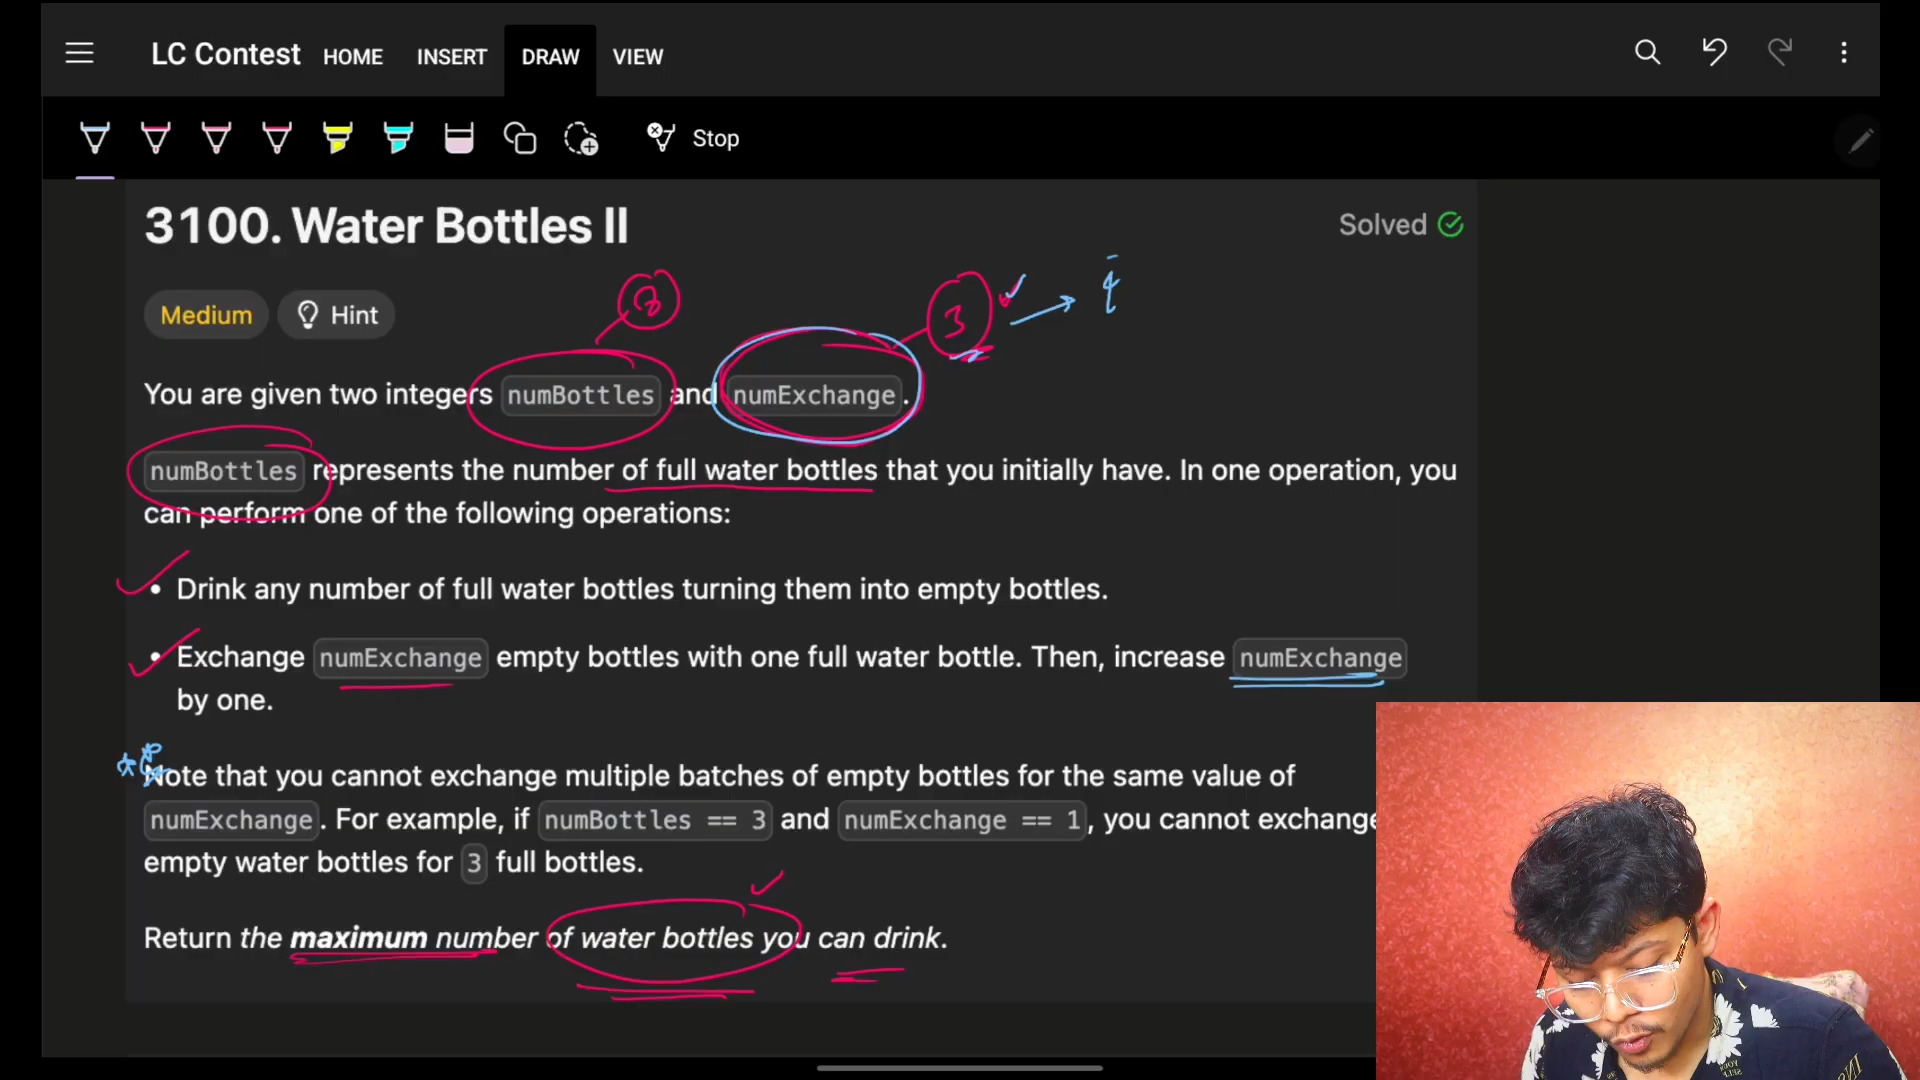 LC Contest HOME INSERT DRAW VIEW
Stop
3100. Water Bottles II
Solved
Medium Hint
3
You are given two integers numBottles and numExchange.
numBottles represents the number of full water bottles that you initially have. In one operation, you
can perform one of the following operations:
• Drink any number of full water bottles turning them into empty bottles.
• Exchange numExchange empty bottles with one full water bottle. Then, increase numExchange
by one.
Note that you cannot exchange multiple batches of empty bottles for the same value of
numExchange. For example, if numBottles == 3 and numExchange == 1, you cannot exchange
empty water bottles for 3 full bottles.
Return the maximum number of water bottles you can drink.